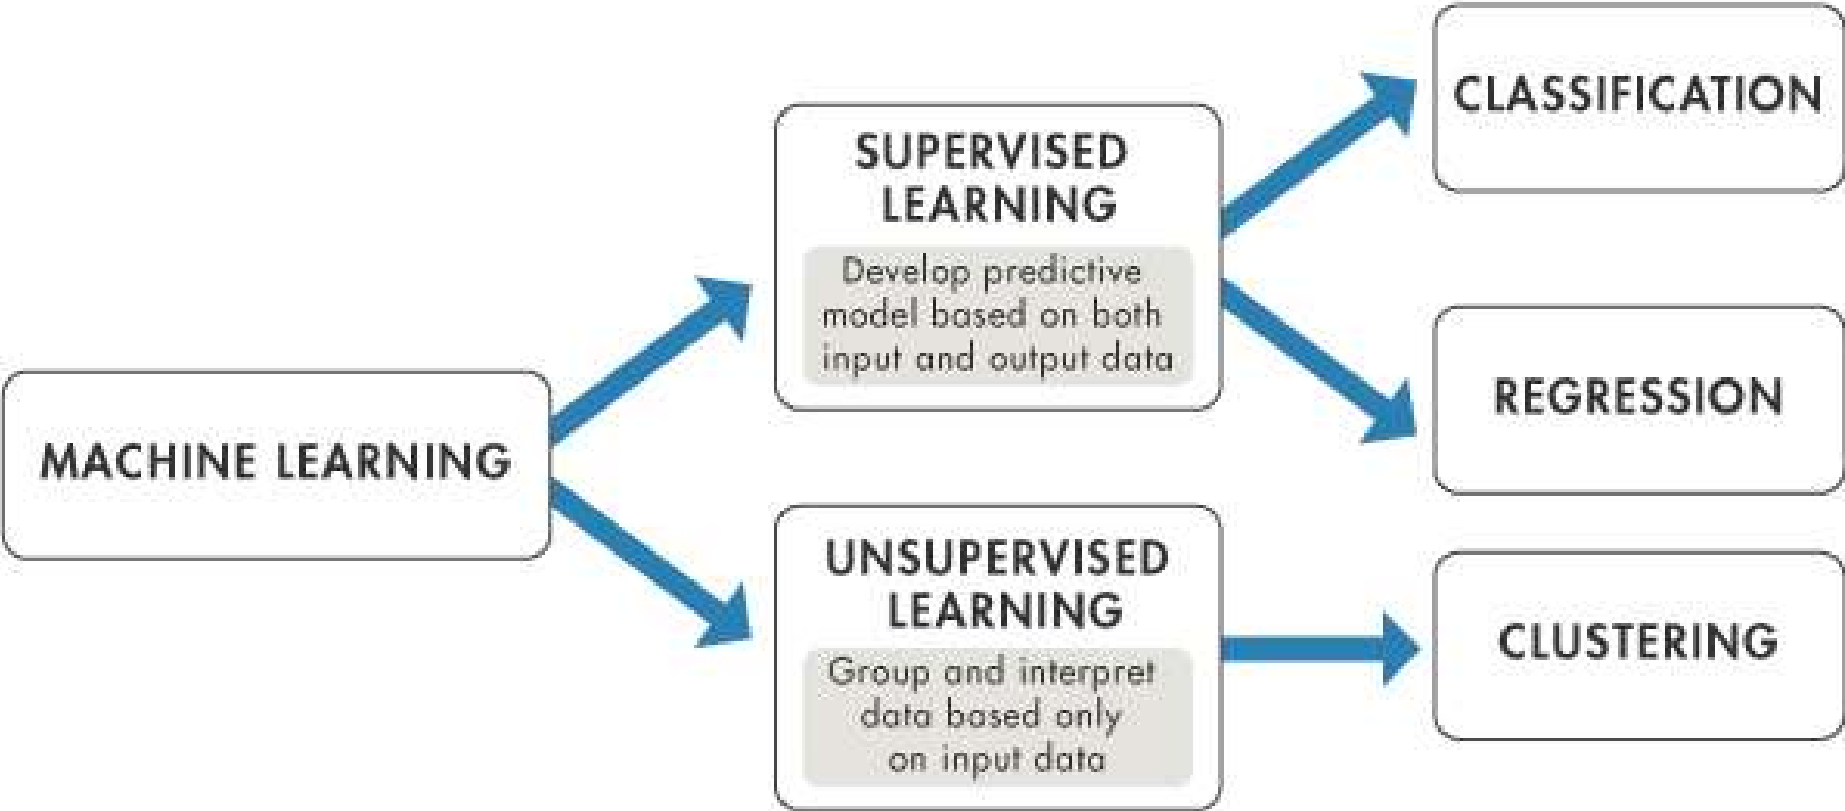 MACHINE LEARNING
SUPERVISED
LEARNING
Develop predictive
model based on both
input and output data
UNSUPERVISED
LEARNING
Group and interpret
data based only
on input data
CLASSIFICATION
REGRESSION
CLUSTERING